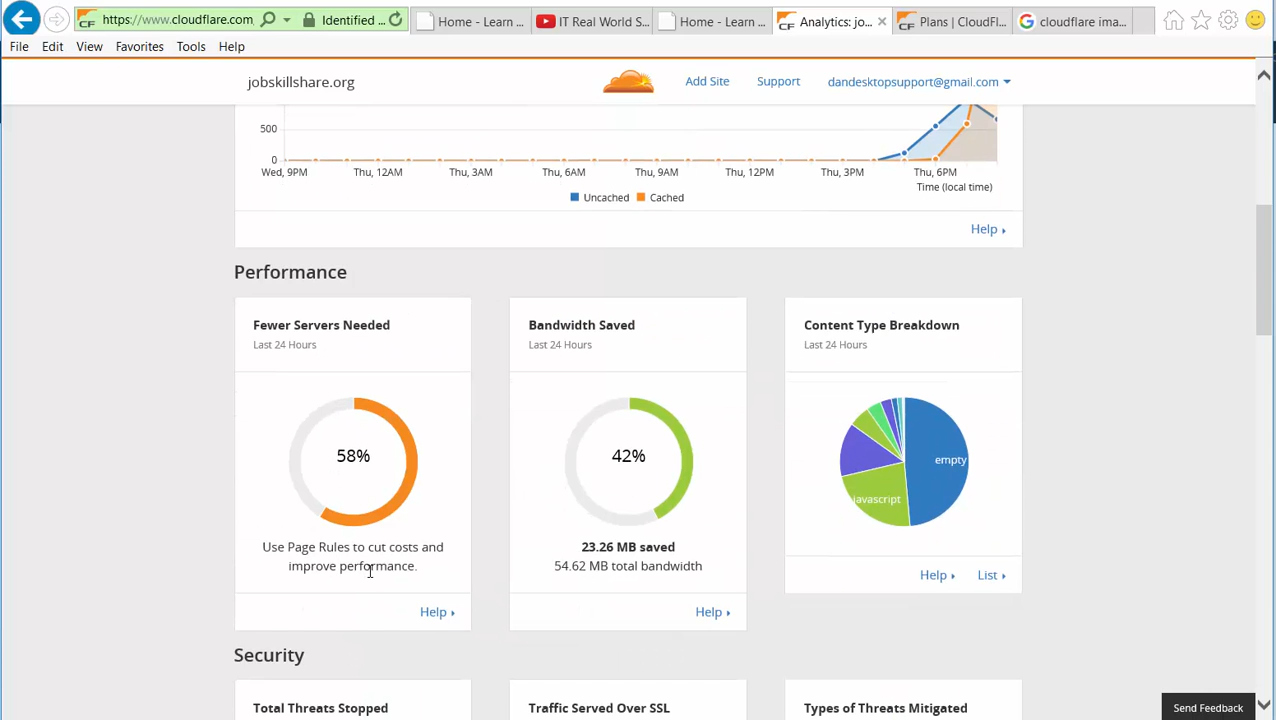 https://www.cloudflare.com
Identified
Home - Learn ...
IT Real World S...
Home - Learn ...
Analytics: jo...
Plans | CloudFl...
cloudflare ima...
File Edit View Favorites Tools Help
jobskillshare.org
Add Site
Support
dandesktopsupport@gmail.com
500
0
Wed, 9PM Thu, 12AM Thu, 3AM Thu, 6AM Thu, 9AM Thu, 12PM Thu, 3PM Thu, 6PM
Time (local time)
Uncached Cached
Help
Performance
Fewer Servers Needed
Last 24 Hours
58%
Use Page Rules to cut costs and
improve performance.
Help
Bandwidth Saved
Last 24 Hours
42%
23.26 MB saved
54.62 MB total bandwidth
Help
Content Type Breakdown
Last 24 Hours
empty
javascript
Help List
Security
Total Threats Stopped
Traffic Served Over SSL
Types of Threats Mitigated
Send Feedback